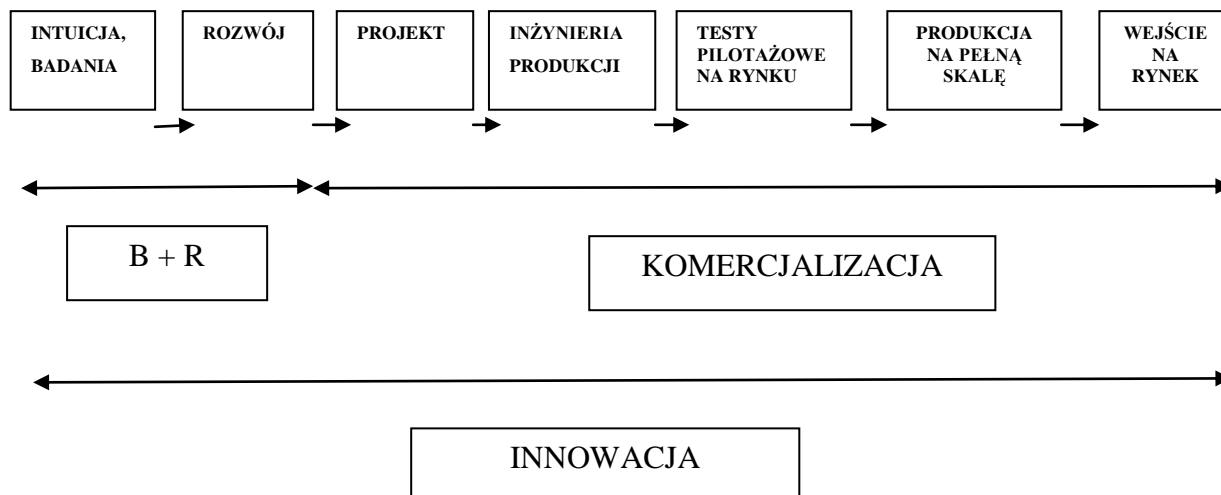 INTUICJA,
BADANIA
ROZWÓJ
PROJEKT
INŻYNIERIA
PRODUKCJI
TESTY
PILOTAŻOWE
NA RYNKU
PRODUKCJA
NA PEŁNĄ
SKALĘ
WEJŚCIE
NA
RYNEK
B + R
KOMERCJALIZACJA
INNOWACJA